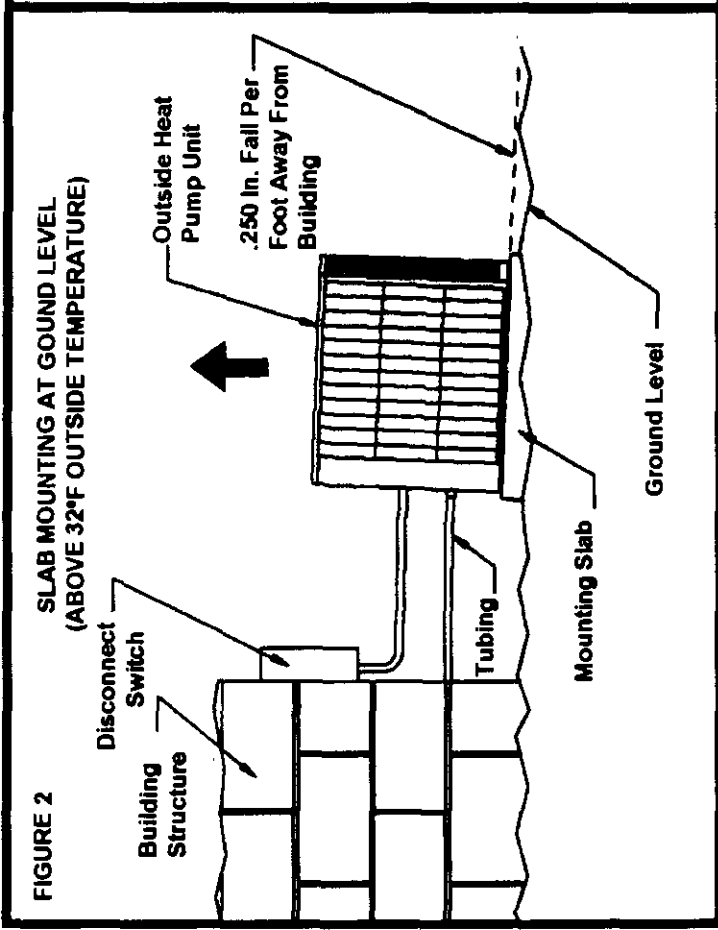 FIGURE 2
SLAB MOUNTING AT GOUND LEVEL
(ABOVE 32°F OUTSIDE TEMPERATURE)
Disconnect
Switch
Building
Structure
Outside Heat
Pump Unit
.250 In. Fall Per
Foot Away From
Building
Tubing
Mounting Slab
Ground Level